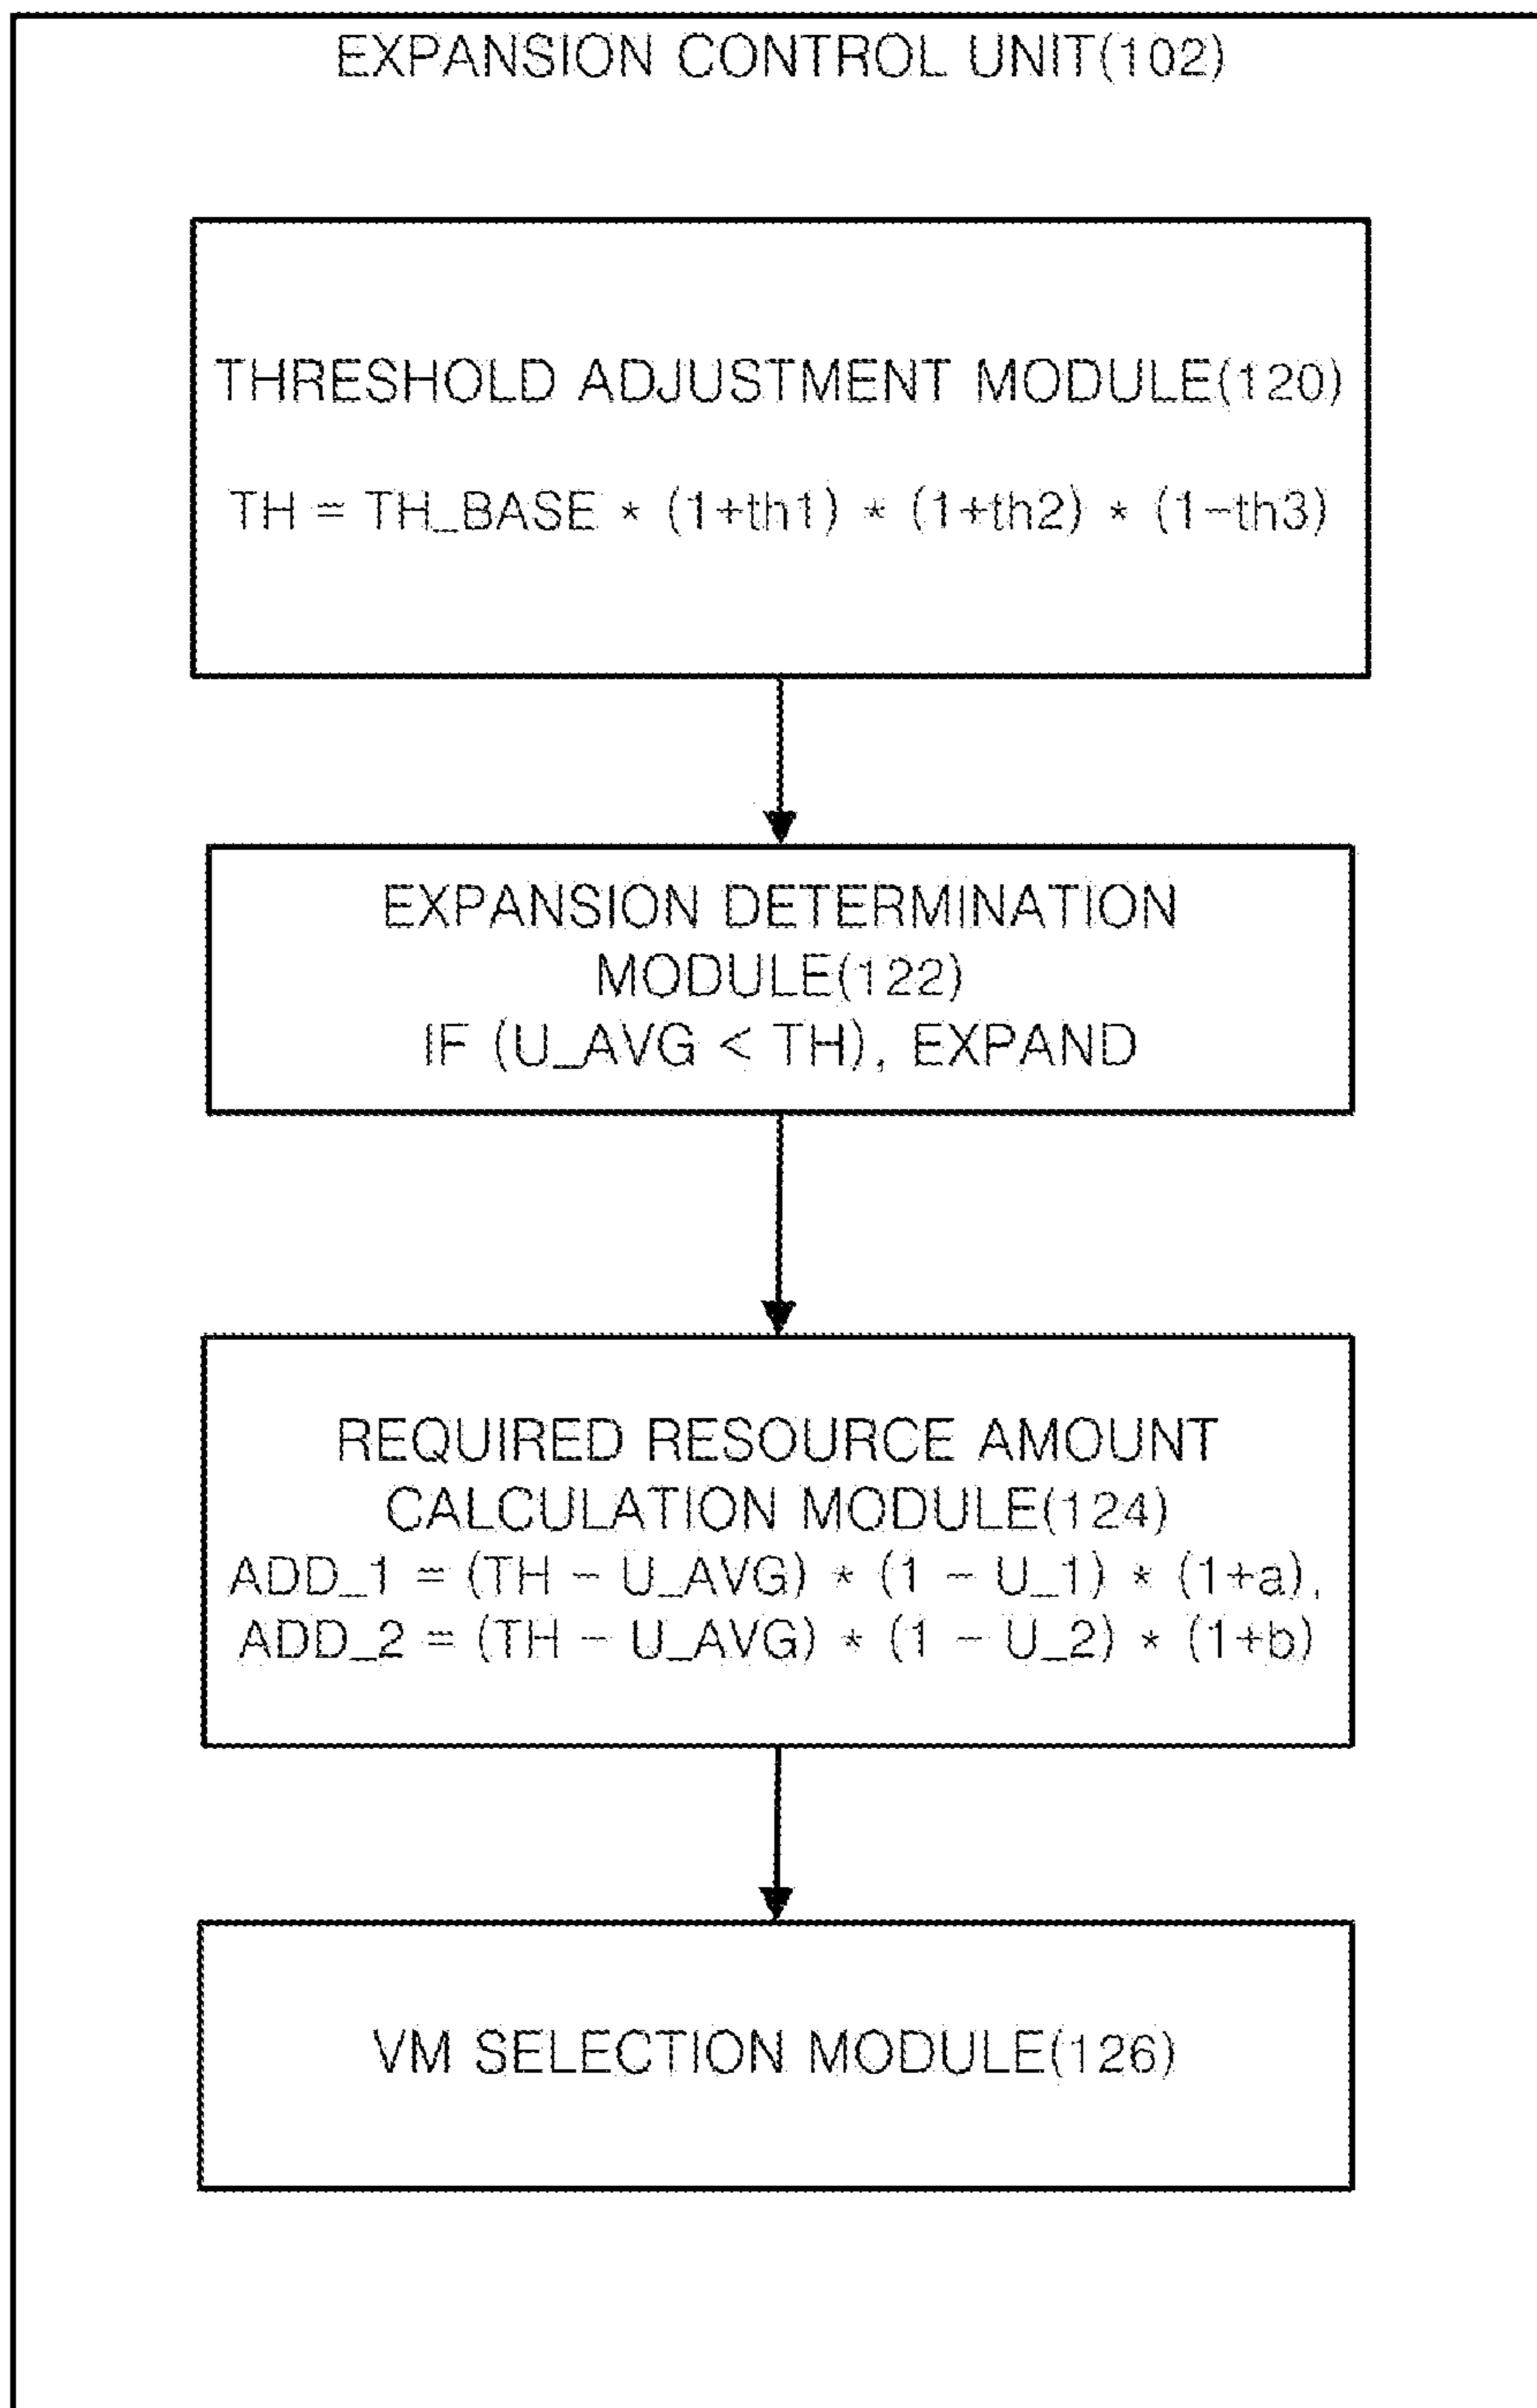 EXPANSION CONTROL UNIT(102)
THRESHOLD ADJUSTMENT MODULE(120)
TH = TH_BASE * (1+th1) * (1+th2) * (1-th3)
EXPANSION DETERMINATION
MODULE(122)
IF (U_AVG < TH), EXPAND
REQUIRED RESOURCE AMOUNT
CALCULATION MODULE(124)
ADD_1 = (TH - U_AVG) * (1 - U_1) * (1+a),
ADD_2 = (TH - U_AVG) * (1 - U_2) * (1+b)
VM SELECTION MODULE(126)